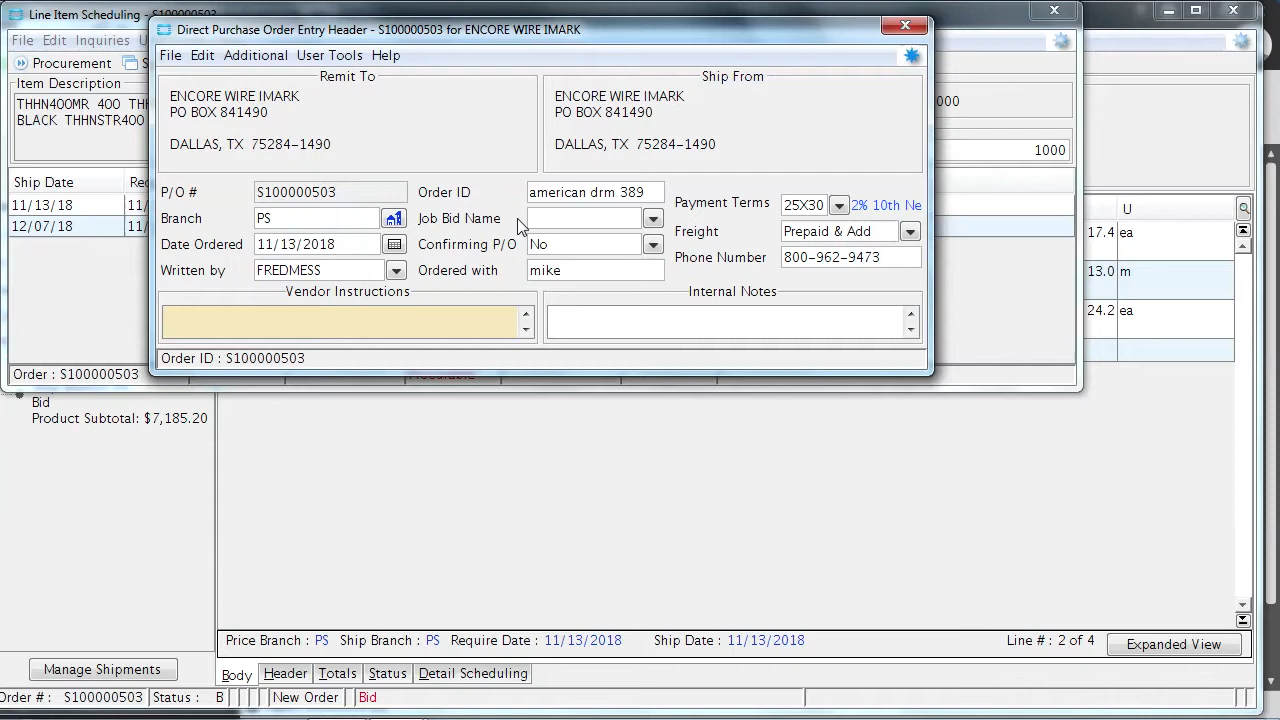 Line Item Scheduling - S100000503
Direct Purchase Order Entry Header - S100000503 for ENCORE WIRE IMARK
File Edit Inquiries
File Edit Additional User Tools Help
Procurement
Item Description
THHN400MR 400 TH
BLACK THHNSTR400
Remit To
ENCORE WIRE IMARK
PO BOX 841490
DALLAS, TX 75284-1490
Ship From
ENCORE WIRE IMARK
PO BOX 841490
DALLAS, TX 75284-1490
000
1000
Ship Date Re
11/13/18 11/
12/07/18 11/
P/O # S100000503
Branch PS
Date Ordered 11/13/2018
Written by FREDMESS
Order ID american drm 389
Job Bid Name
Confirming P/O No
Ordered with mike
Payment Terms 25X30 2% 10th Ne
Freight Prepaid & Add
Phone Number 800-962-9473
Vendor Instructions
Internal Notes
Order ID : S100000503
U
17.4 ea
13.0 m
24.2 ea
Order : S100000503
Bid
Product Subtotal: $7,185.20
Price Branch : PS Ship Branch : PS Require Date : 11/13/2018 Ship Date : 11/13/2018 Line # : 2 of 4 Expanded View
Manage Shipments
Body Header Totals Status Detail Scheduling
Order # : S100000503 Status : B New Order Bid